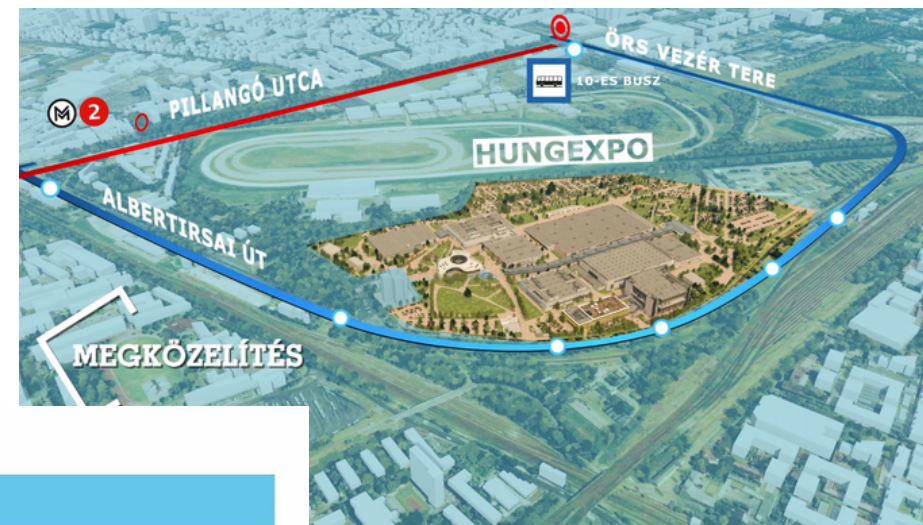 ÖRS VEZÉR TERE
10-ES BUSZ
PILLANGÓ UTCA
M 2
HUNGEXPO
ALBERTIRSAI ÚT
MEGKÖZELÍTÉS